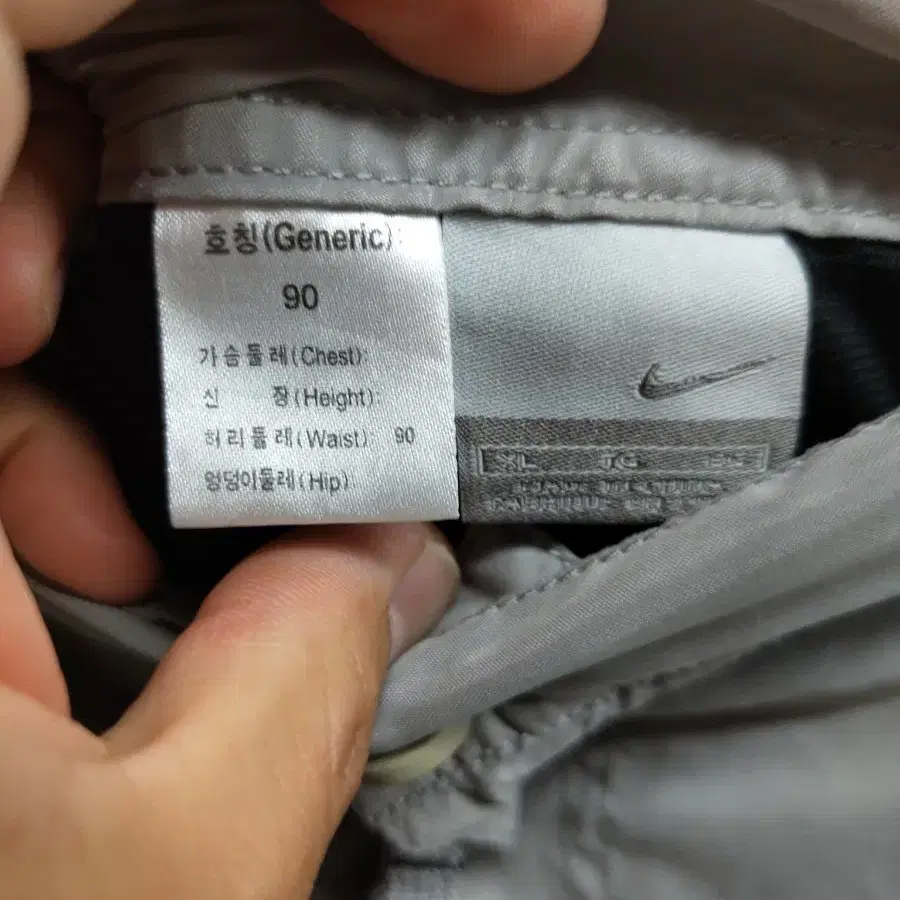 호칭(Generic):
90
가슴둘레(Chest):
신 장(Height):
허리둘레(Waist): 90
엉덩이둘레(Hip):
XL TG